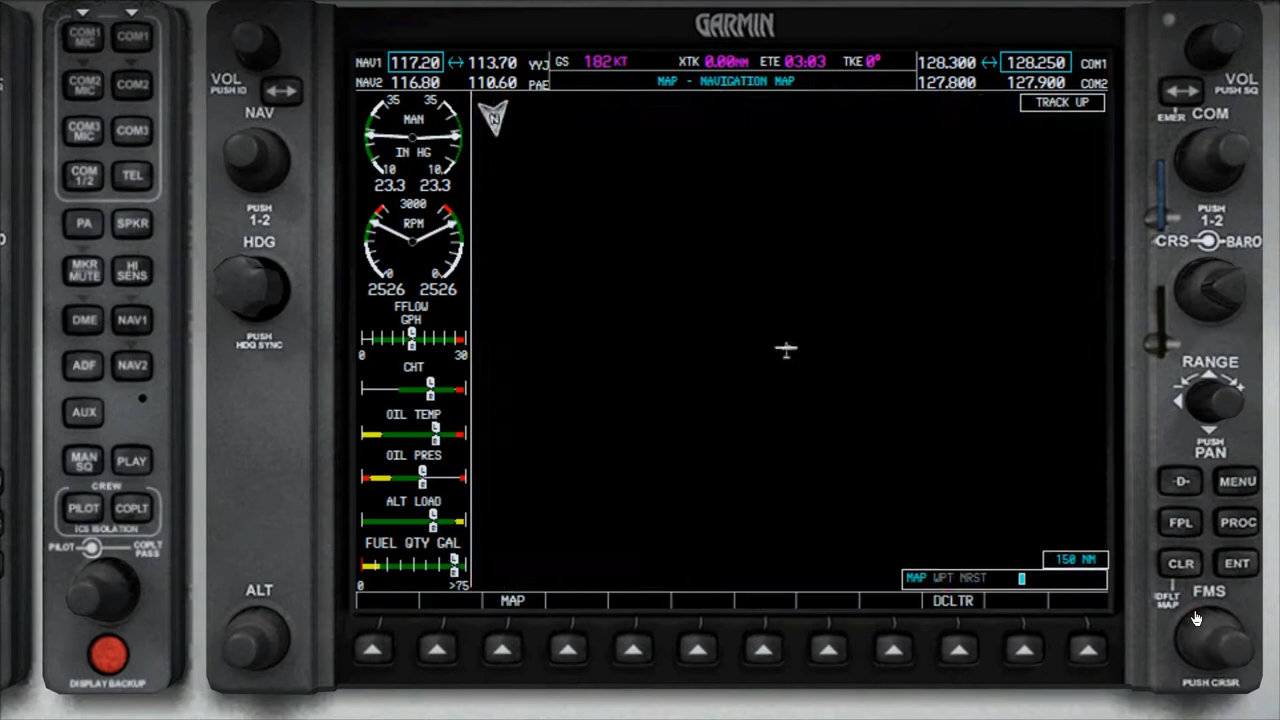 GARMIN
NAV1 117.20 ↔ 113.70 YYJ
NAV2 116.80 110.60 PAE
GS 182KT XTK 0.00NM ETE 03:03 TKE 0°
MAP - NAVIGATION MAP
128.300 ↔ 128.250 COM1
127.800 127.900 COM2
COM1 MIC
COM1
COM2 MIC
COM2
COM3 MIC
COM3
COM 1/2
TEL
PA
SPKR
MKR MUTE
HI SENS
DME
NAV1
ADF
NAV2
AUX
MAN SQ
PLAY
CREW
PILOT
COPLT
ICS ISOLATION
PILOT
COPLT PASS
DISPLAY BACKUP
VOL
PUSH ID
NAV
PUSH
1-2
HDG
PUSH
HDG SYNC
ALT
35 35
MAN
IN HG
10 10
23.3 23.3
3000
RPM
0 0
2526 2526
FFLOW
GPH
L
R
0 30
CHT
L
R
OIL TEMP
L
R
OIL PRES
L
R
ALT LOAD
L
R
FUEL QTY GAL
L
R
0 >75
N
TRACK UP
150 NM
MAP WPT NRST
MAP
DCLTR
VOL
PUSH SQ
EMER
COM
PUSH
1-2
CRS
BARO
RANGE
PUSH
PAN
-D-
MENU
FPL
PROC
CLR
ENT
DFLT MAP
FMS
PUSH CRSR